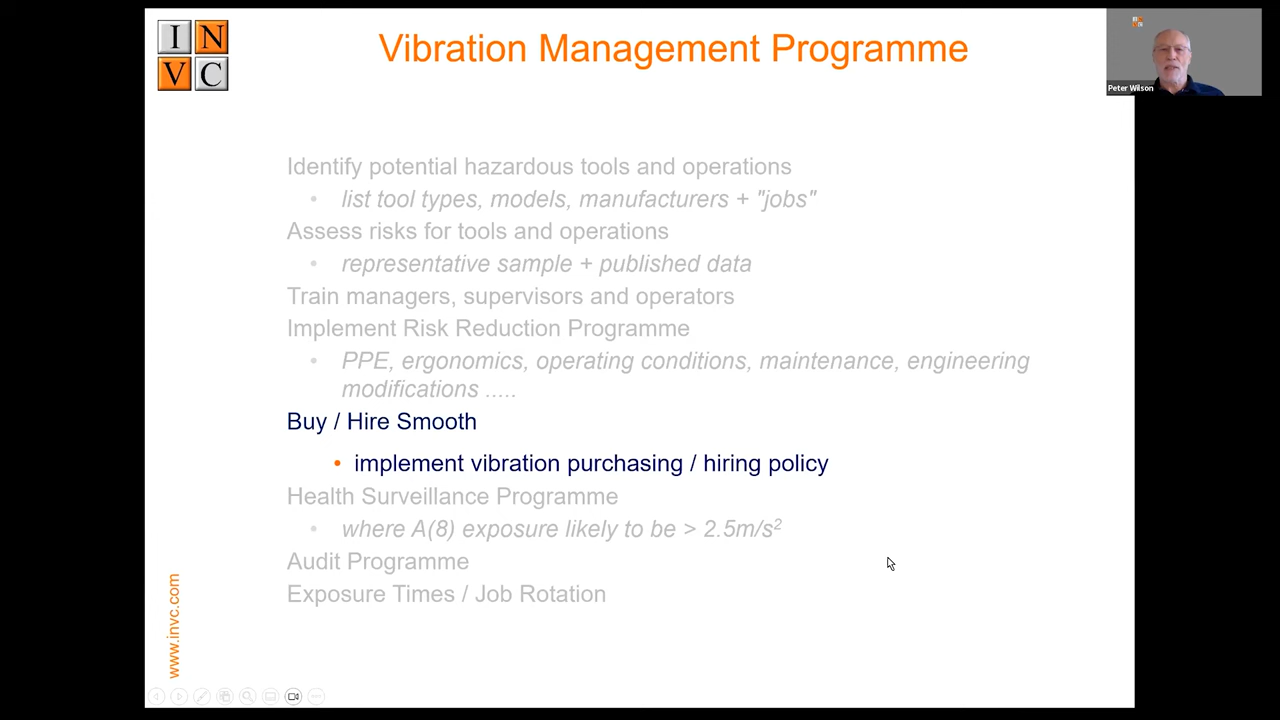 I N
V C
Vibration Management Programme
Peter Wilson
Identify potential hazardous tools and operations
• list tool types, models, manufacturers + "jobs"
Assess risks for tools and operations
• representative sample + published data
Train managers, supervisors and operators
Implement Risk Reduction Programme
• PPE, ergonomics, operating conditions, maintenance, engineering
modifications .....
Buy / Hire Smooth
• implement vibration purchasing / hiring policy
Health Surveillance Programme
• where A(8) exposure likely to be > 2.5m/s²
Audit Programme
Exposure Times / Job Rotation
www.invc.com